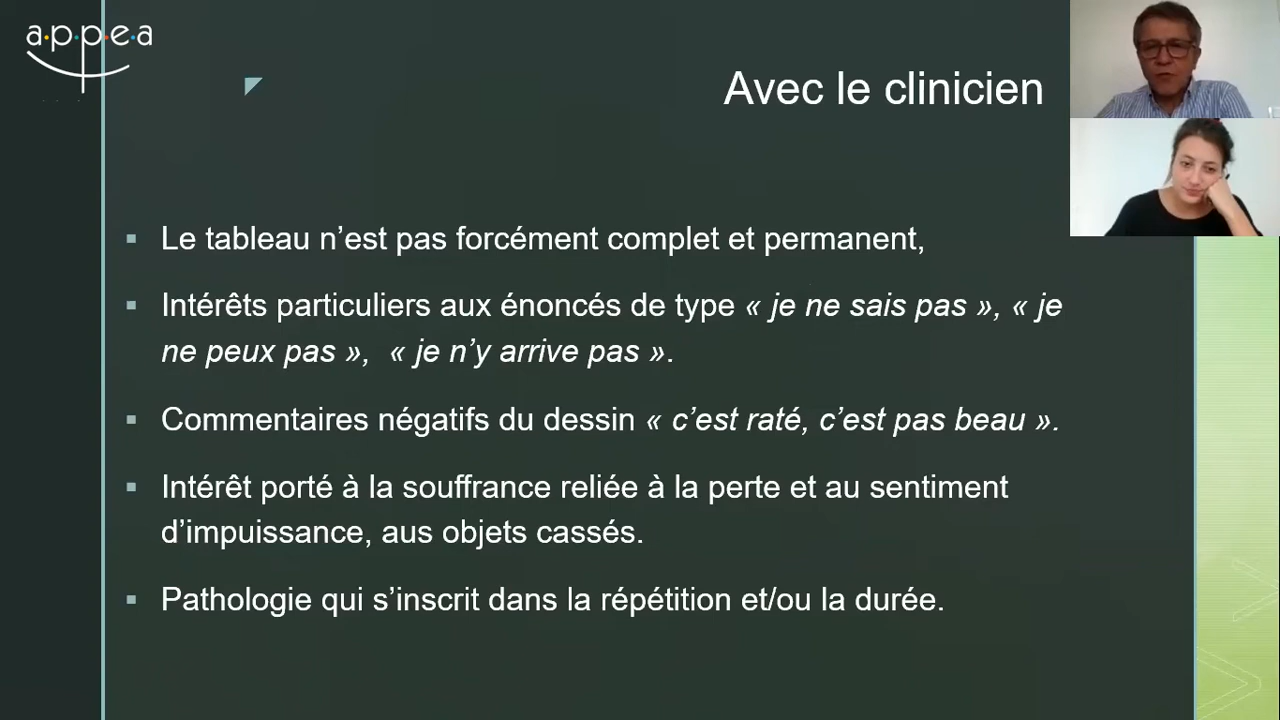 appea
Avec le clinicien
Le tableau n’est pas forcément complet et permanent,
Intérêts particuliers aux énoncés de type « je ne sais pas », « je
ne peux pas »,  « je n’y arrive pas ».
Commentaires négatifs du dessin « c’est raté, c’est pas beau ».
Intérêt porté à la souffrance reliée à la perte et au sentiment
d’impuissance, aus objets cassés.
Pathologie qui s’inscrit dans la répétition et/ou la durée.